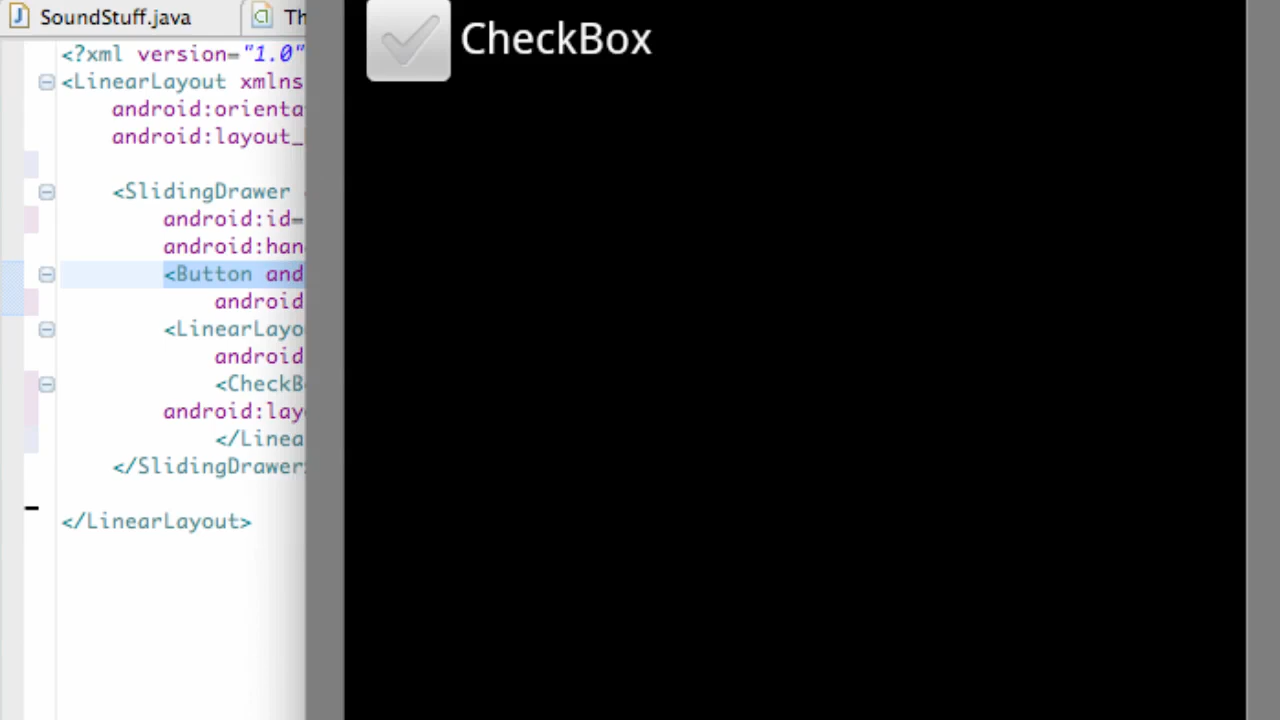 SoundStuff.java Th
<?xml version="1.0"
<LinearLayout xmlns
android:orienta
android:layout_
<SlidingDrawer
android:id=
android:han
<Button and
android
<LinearLayo
android
<CheckB
android:lay
</Linea
</SlidingDrawer
</LinearLayout>
CheckBox